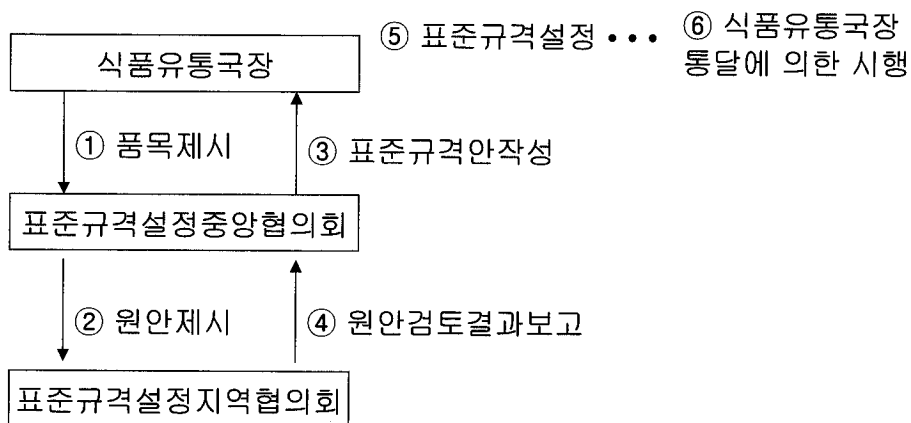 ⑤ 표준규격설정 • • • ⑥ 식품유통국장
통달에 의한 시행
식품유통국장
① 품목제시 ③ 표준규격안작성
표준규격설정중앙협의회
② 원안제시 ④ 원안검토결과보고
표준규격설정지역협의회